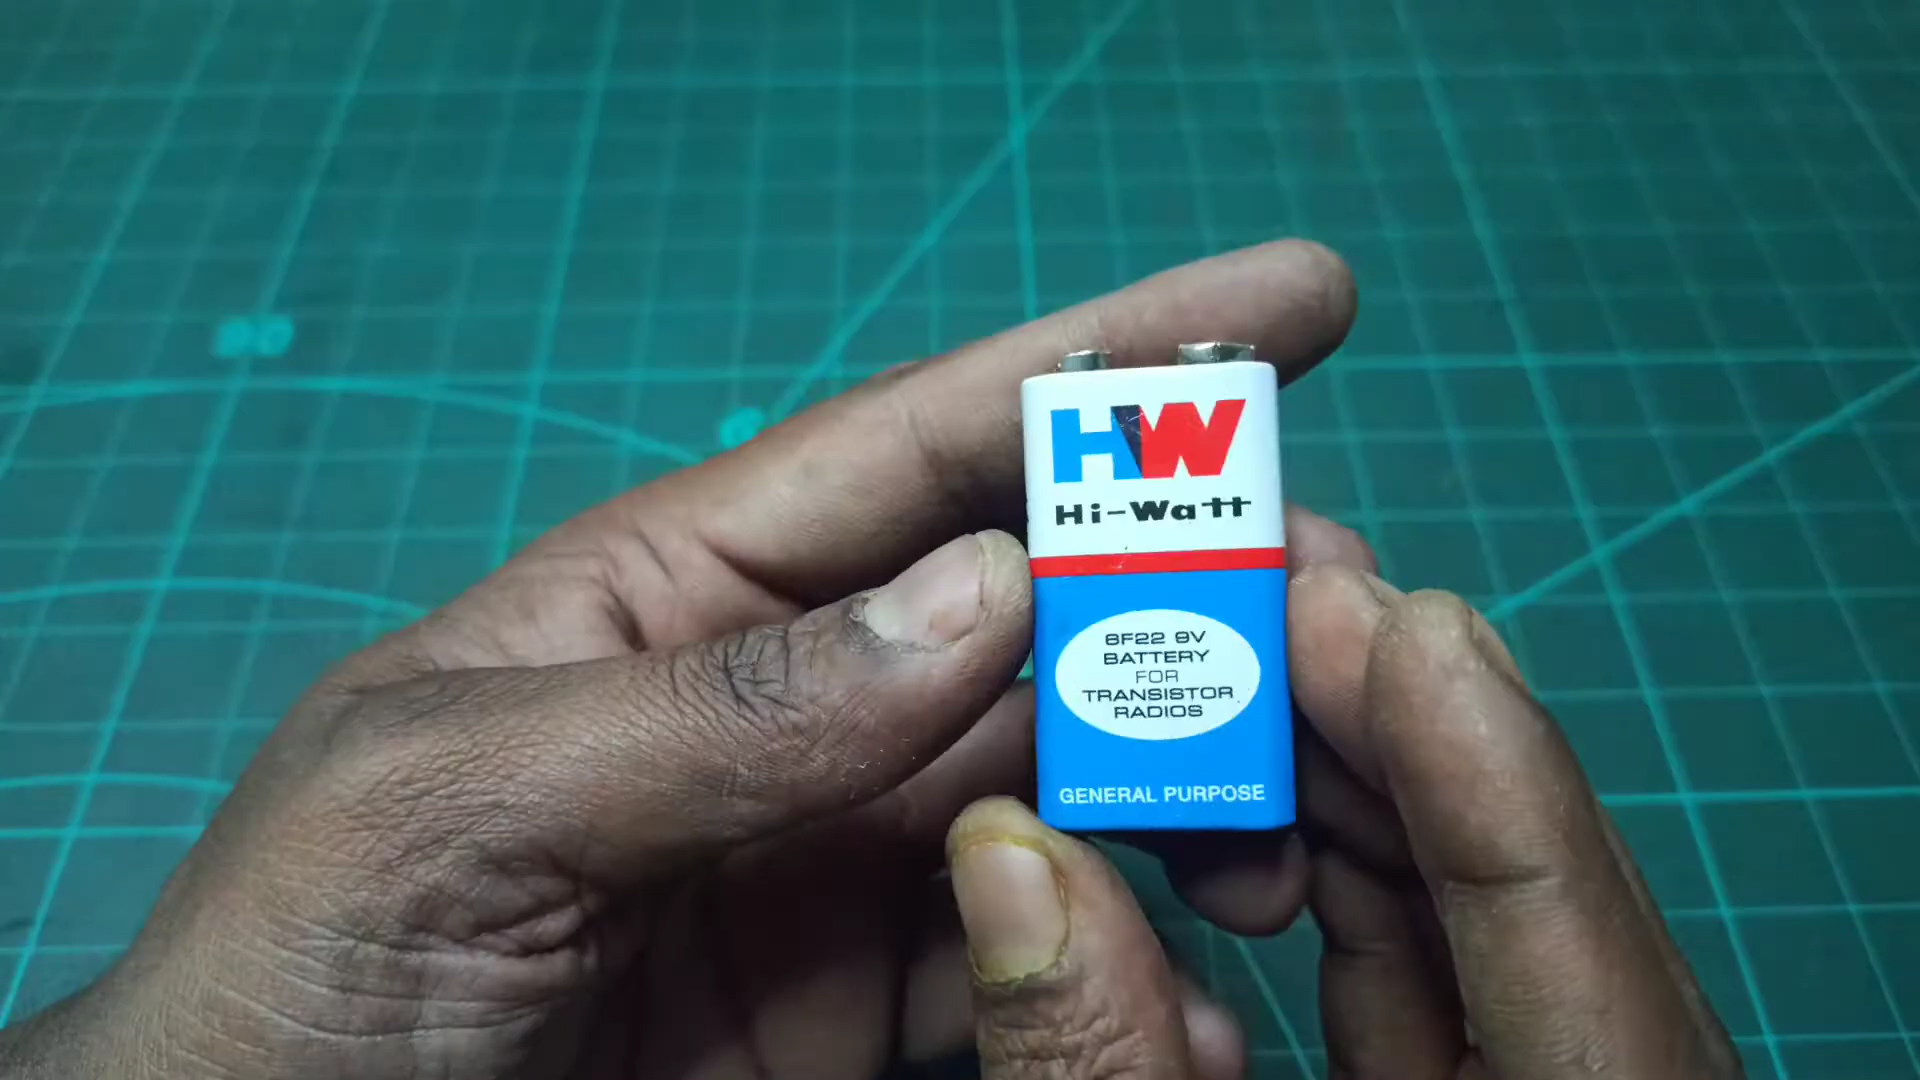 HW
Hi-Watt
6F22 9V
BATTERY
FOR
TRANSISTOR
RADIOS
GENERAL PURPOSE